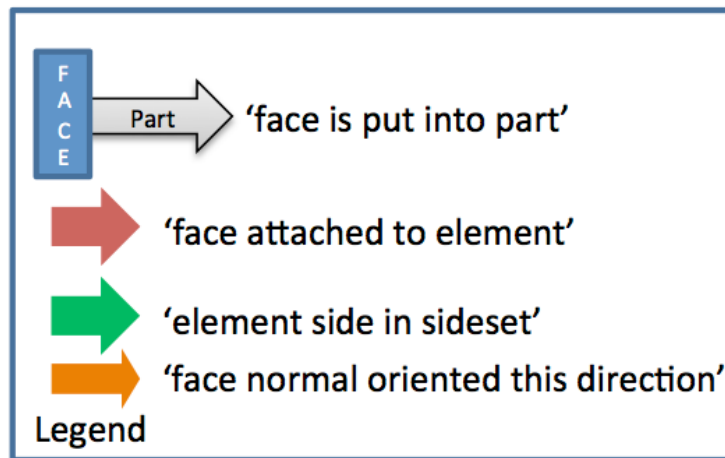 FACE
Part
‘face is put into part’
‘face attached to element’
‘element side in sideset’
‘face normal oriented this direction’
Legend